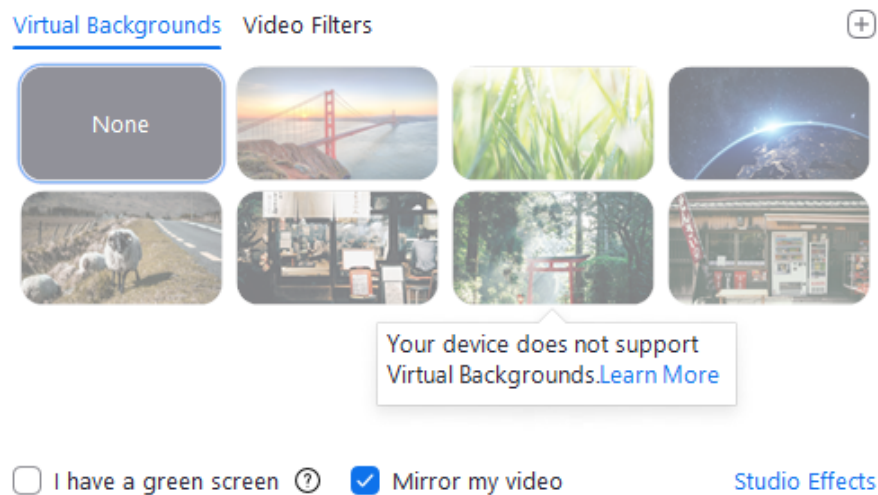 Virtual Backgrounds Video Filters
None
Your device does not support
Virtual Backgrounds.Learn More
I have a green screen ? Mirror my video Studio Effects